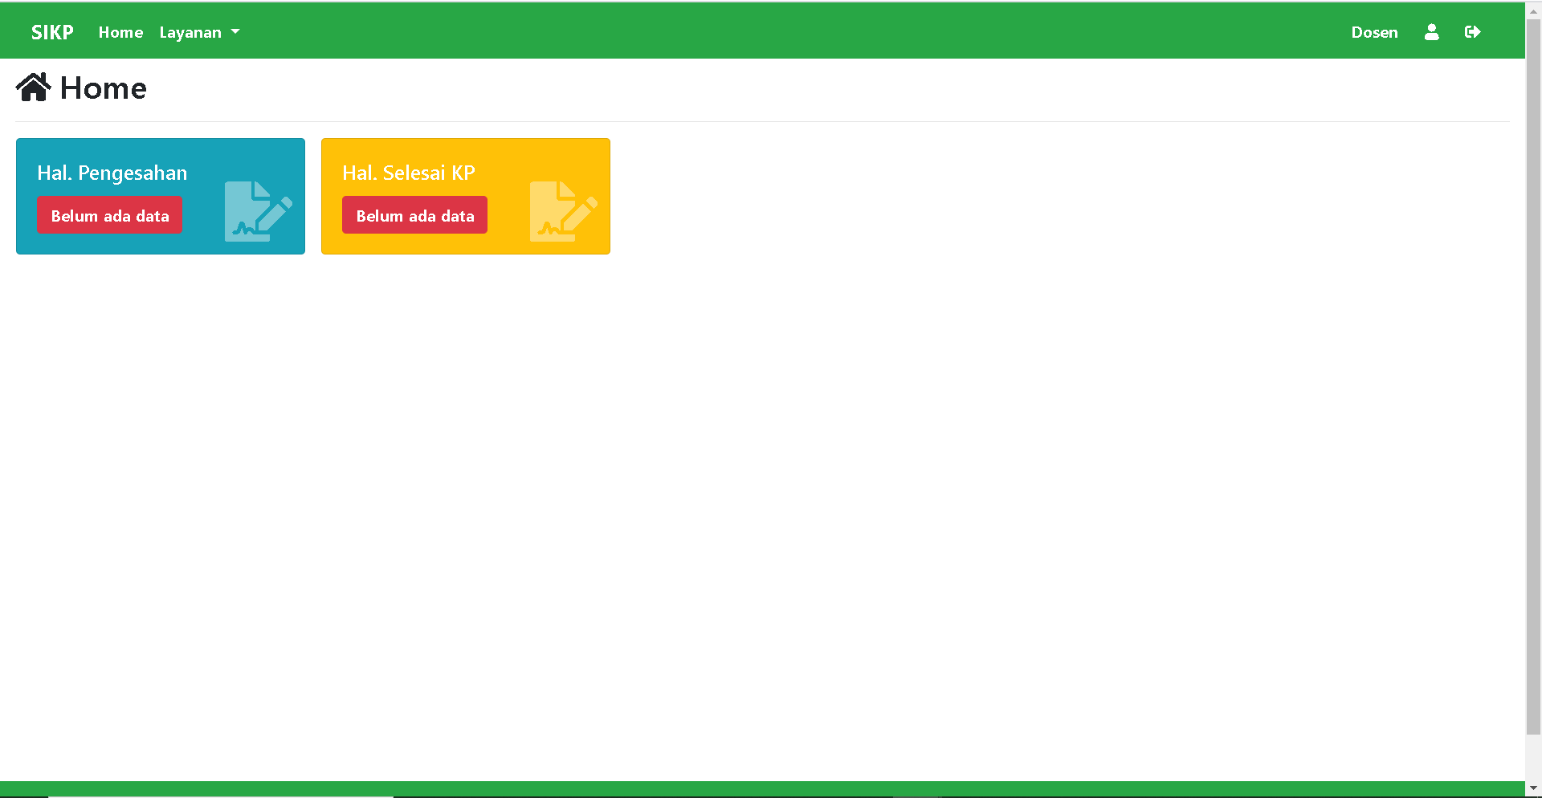 SIKP Home Layanan Dosen
Home
Hal. Pengesahan
Belum ada data
Hal. Selesai KP
Belum ada data